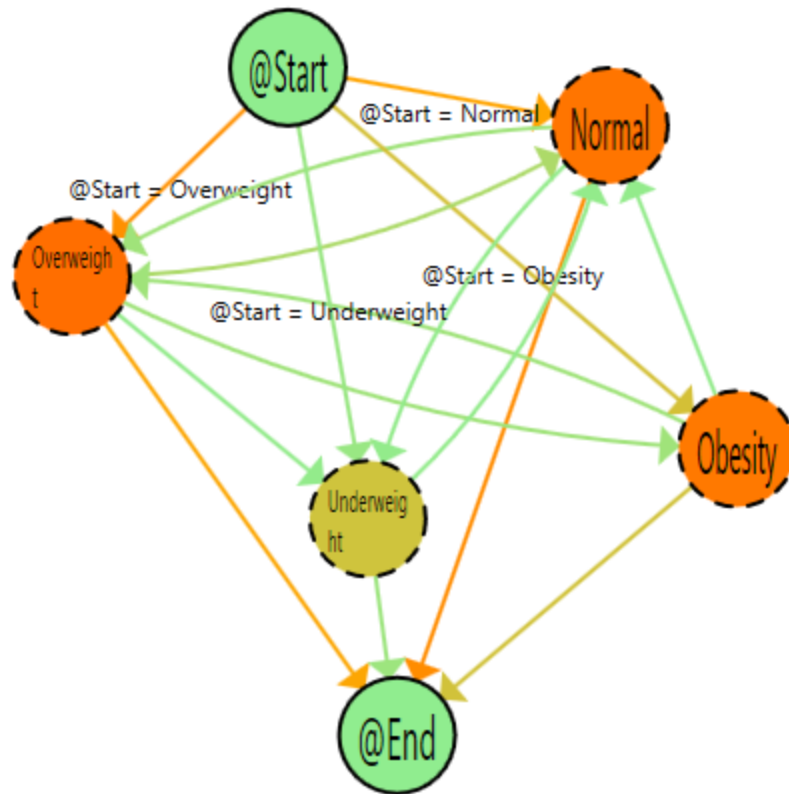 @Start
@Start = Normal
Normal
@Start = Overweight
Overweigh
t
@Start = Obesity
@Start = Underweight
Obesity
Underweig
ht
@End